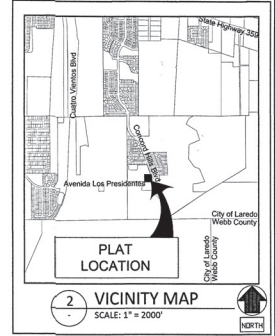 State Highway 359
Cuatro Vientos Blvd
Concord Hills Blvd
Avenida Los Presidentes
City of Laredo
Webb County
PLAT
LOCATION
City of Laredo
Webb County
2
-
VICINITY MAP
SCALE: 1" = 2000'
NORTH